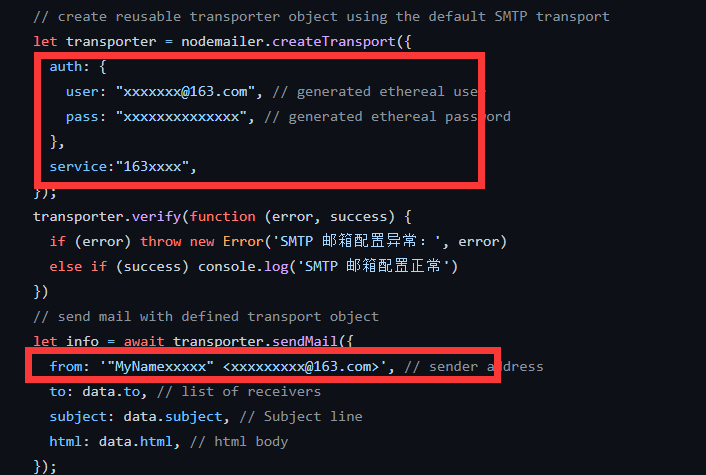 // create reusable transporter object using the default SMTP transport
let transporter = nodemailer.createTransport({
auth: {
user: "xxxxxxx@163.com", // generated ethereal user
pass: "xxxxxxxxxxxxxx", // generated ethereal password
},
service:"163xxxx",
});
transporter.verify(function (error, success) {
if (error) throw new Error('SMTP 邮箱配置异常：', error)
else if (success) console.log('SMTP 邮箱配置正常')
})
// send mail with defined transport object
let info = await transporter.sendMail({
from: '"MyNamexxxxx" <xxxxxxxxx@163.com>', // sender address
to: data.to, // list of receivers
subject: data.subject, // Subject line
html: data.html, // html body
});